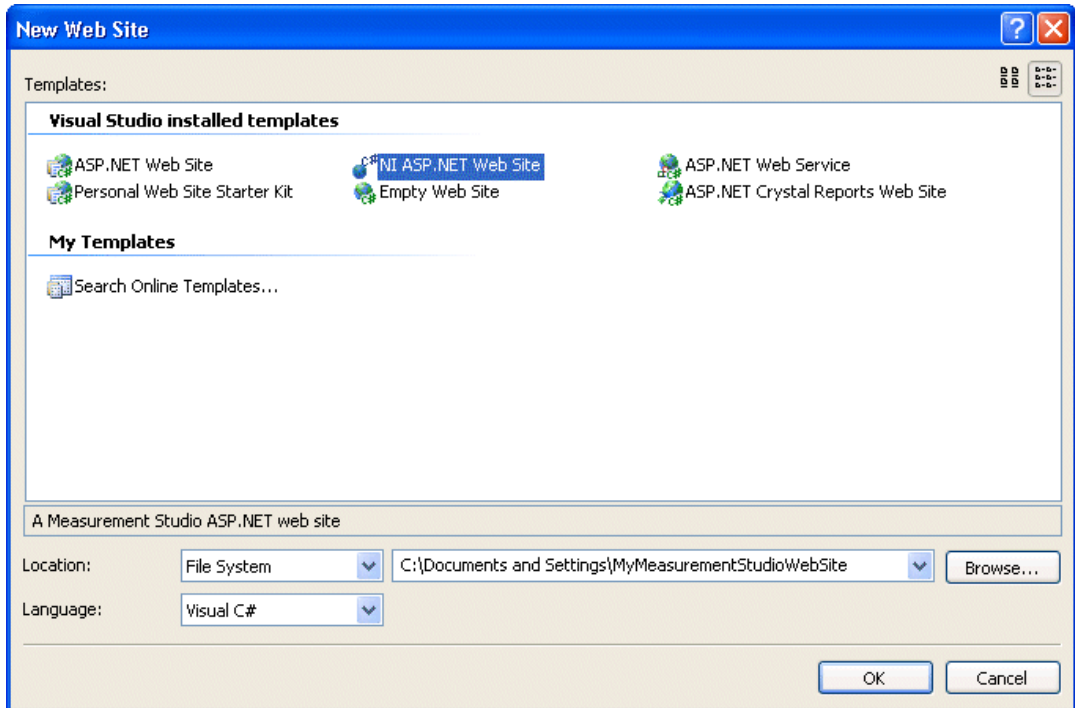 New Web Site
Templates:
Visual Studio installed templates
ASP.NET Web Site
NI ASP.NET Web Site
ASP.NET Web Service
Personal Web Site Starter Kit
Empty Web Site
ASP.NET Crystal Reports Web Site
My Templates
Search Online Templates...
A Measurement Studio ASP.NET web site
Location:
File System
C:\Documents and Settings\MyMeasurementStudioWebSite
Browse...
Language:
Visual C#
OK
Cancel